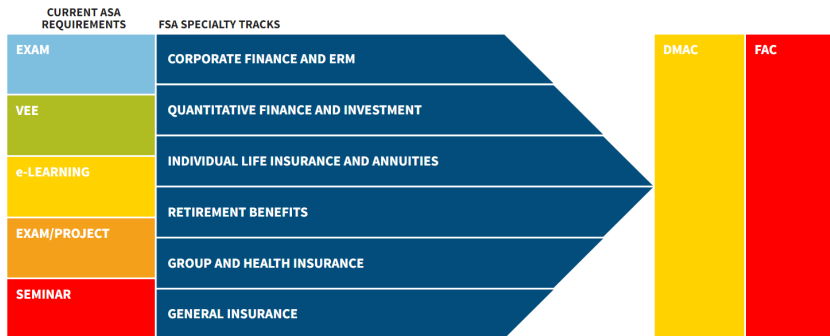 CURRENT ASA
REQUIREMENTS
FSA SPECIALTY TRACKS
EXAM
VEE
e-LEARNING
EXAM/PROJECT
SEMINAR
CORPORATE FINANCE AND ERM
QUANTITATIVE FINANCE AND INVESTMENT
INDIVIDUAL LIFE INSURANCE AND ANNUITIES
RETIREMENT BENEFITS
GROUP AND HEALTH INSURANCE
GENERAL INSURANCE
DMAC
FAC